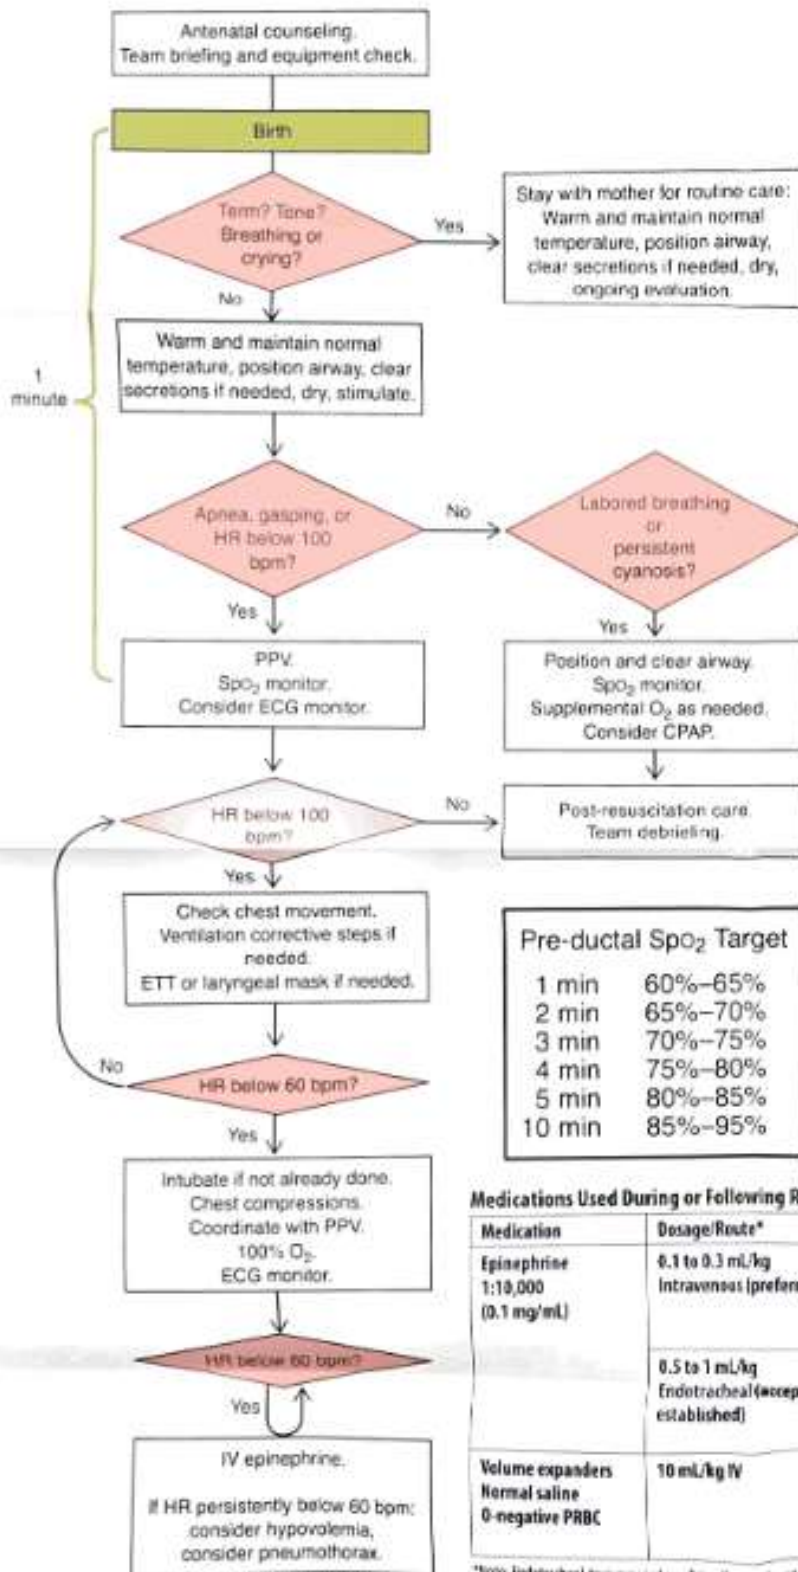 Antenatal counseling.
Team briefing and equipment check.
Birth
Term? Tone?
Breathing or
crying?
Yes
Stay with mother for routine care:
Warm and maintain normal
temperature, position airway,
clear secretions if needed, dry,
ongoing evaluation.
No
Warm and maintain normal
temperature, position airway, clear
secretions if needed, dry, stimulate.
1
minute
Apnea, gasping, or
HR below 100
bpm?
No
Labored breathing
or
persistent
cyanosis?
Yes
PPV.
SpO₂ monitor.
Consider ECG monitor.
Yes
Position and clear airway.
SpO₂ monitor.
Supplemental O₂ as needed.
Consider CPAP.
HR below 100
bpm?
No
Post-resuscitation care.
Team debriefing.
Yes
Check chest movement.
Ventilation corrective steps if
needed.
ETT or laryngeal mask if needed.
No
HR below 60 bpm?
Yes
Intubate if not already done.
Chest compressions.
Coordinate with PPV.
100% O₂.
ECG monitor.
HR below 60 bpm?
Yes
IV epinephrine.
If HR persistently below 60 bpm:
consider hypovolemia,
consider pneumothorax.
Pre-ductal SpO₂ Target
1 min 60%–65%
2 min 65%–70%
3 min 70%–75%
4 min 75%–80%
5 min 80%–85%
10 min 85%–95%
Medications Used During or Following R
Medication Dosage/Route*
Epinephrine
1:10,000
(0.1 mg/mL)
0.1 to 0.3 mL/kg
Intravenous (prefer
0.5 to 1 mL/kg
Endotracheal (accep
established)
Volume expanders
Normal saline
O-negative PRBC
10 mL/kg IV